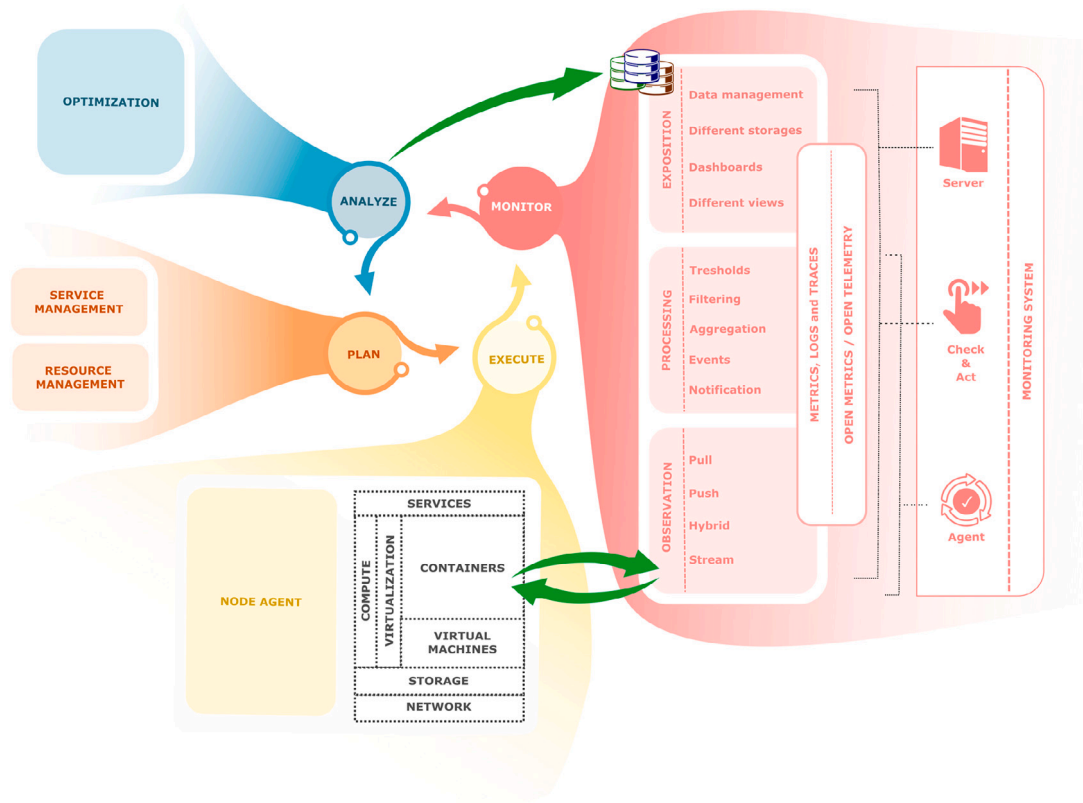 OPTIMIZATION
ANALYZE
MONITOR
SERVICE
MANAGEMENT
RESOURCE
MANAGEMENT
PLAN
EXECUTE
NODE AGENT
SERVICES
COMPUTE
VIRTUALIZATION
CONTAINERS
VIRTUAL
MACHINES
STORAGE
NETWORK
EXPOSITION
Data management
Different storages
Dashboards
Different views
PROCESSING
Tresholds
Filtering
Aggregation
Events
Notification
OBSERVATION
Pull
Push
Hybrid
Stream
METRICS, LOGS and TRACES
OPEN METRICS / OPEN TELEMETRY
Server
Check
&
Act
Agent
MONITORING SYSTEM